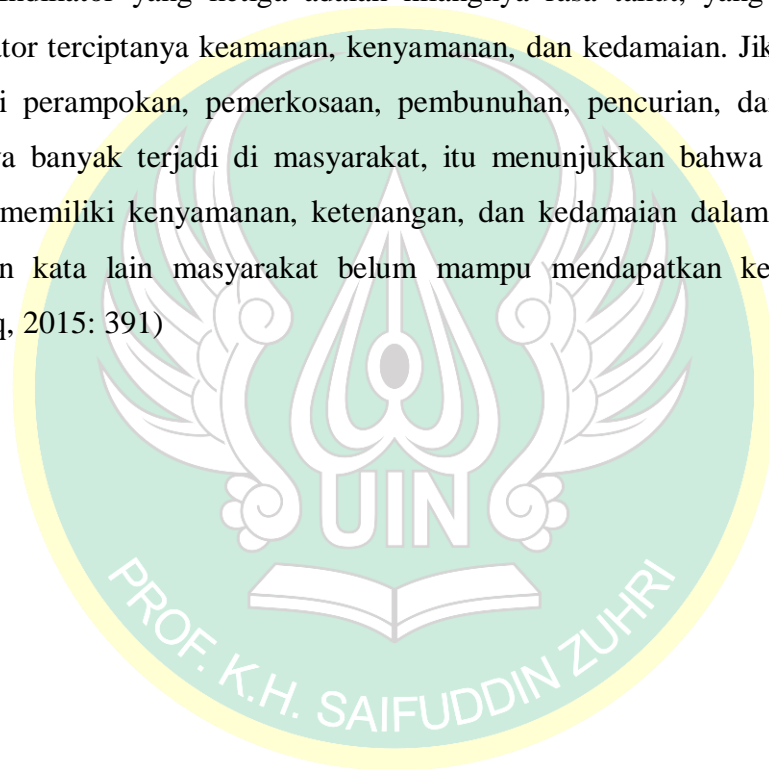 yang ketiga adalah hilangnya rasa takut, yang
ator terciptanya keamanan, kenyamanan, dan kedamaian. Jik
i perampokan, pemerkosaan, pembunuhan, pencurian, da
a banyak terjadi di masyarakat, itu menunjukkan bahwa
memiliki kenyamanan, ketenangan, dan kedamaian dalam
n kata lain masyarakat belum mampu mendapatkan ke
q, 2015: 391)
UIN
PROF. K.H. SAIFUDDIN ZUHRI